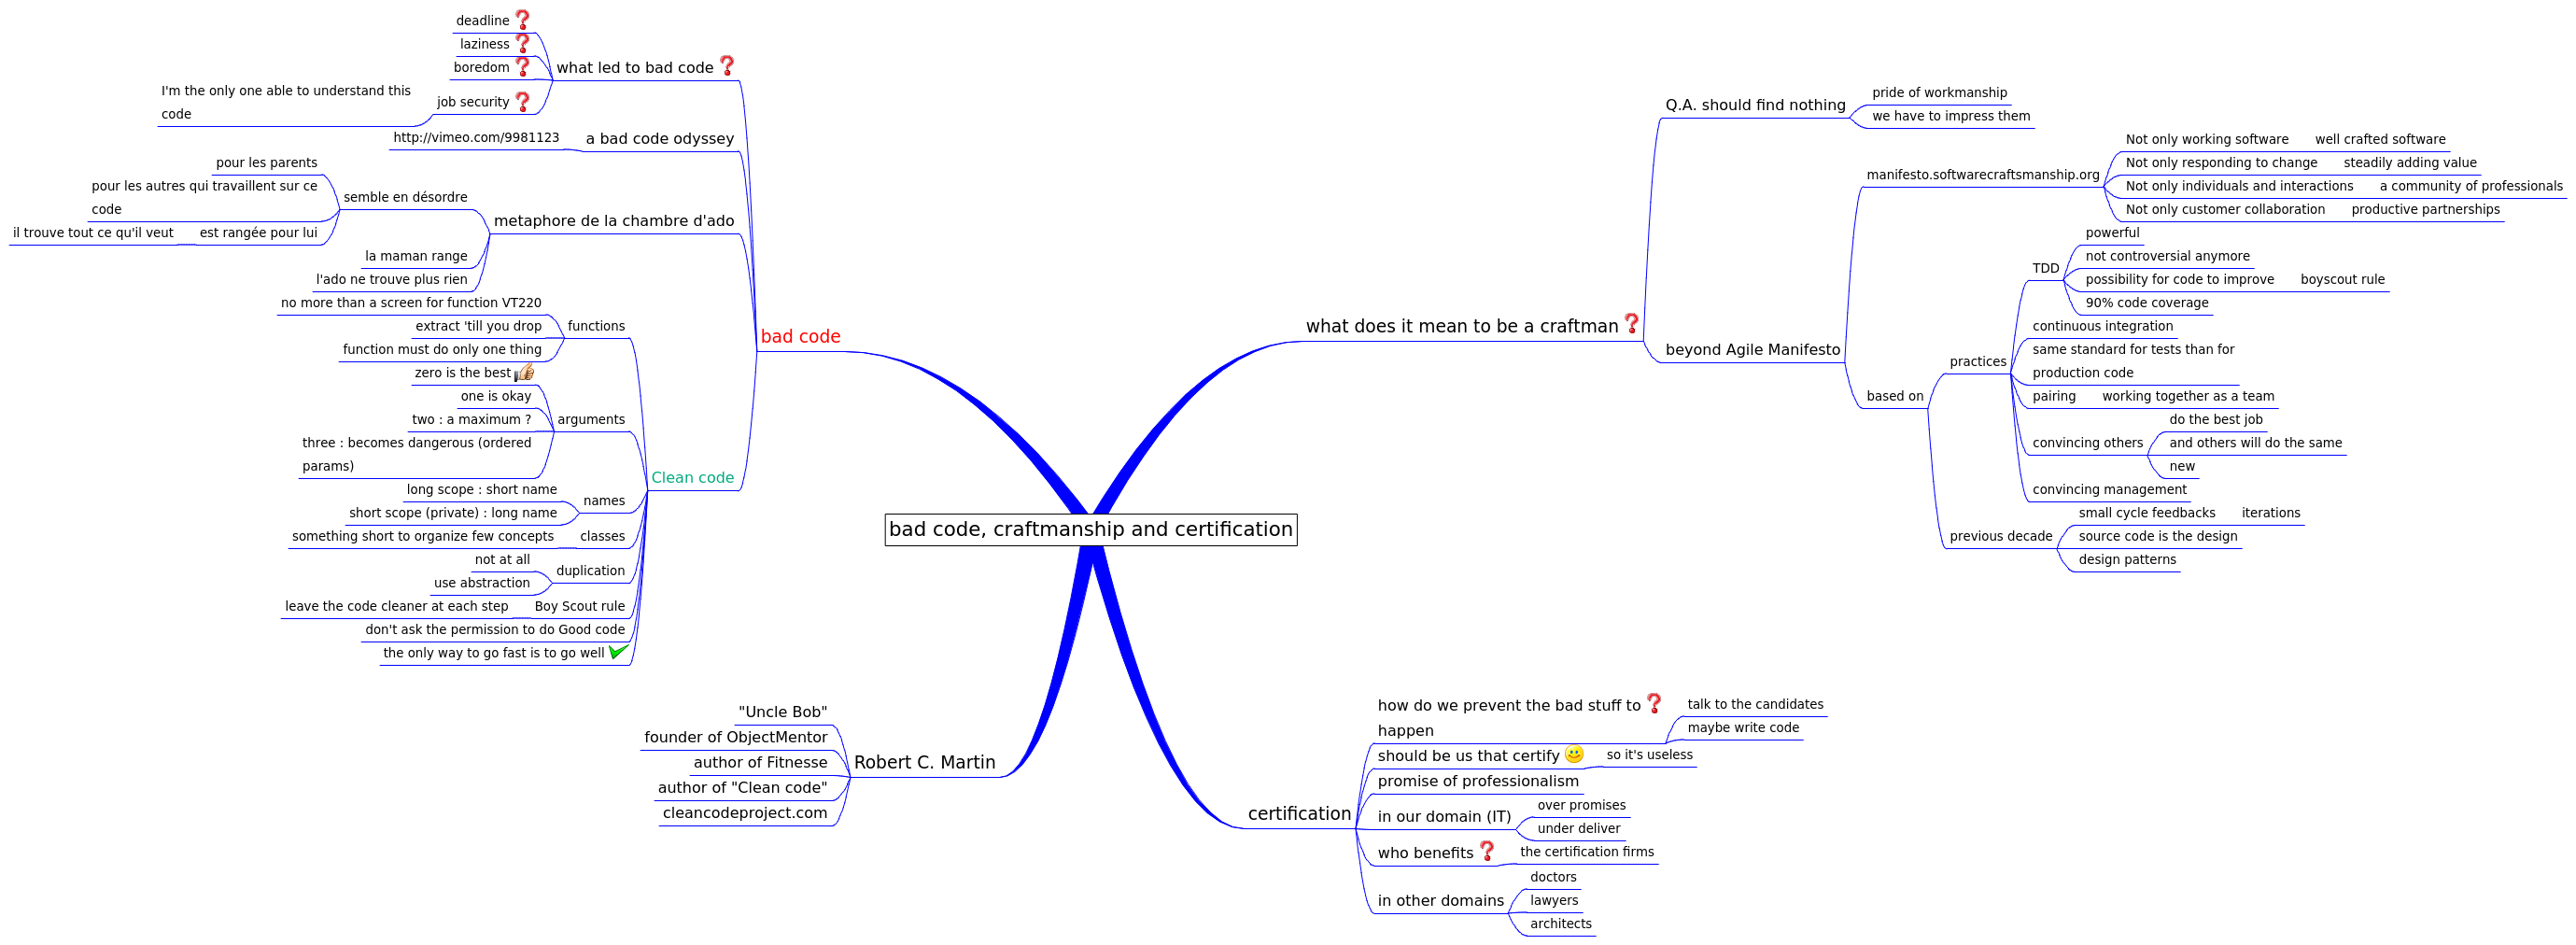 bad code, craftmanship and certification
bad code
what led to bad code
deadline
laziness
boredom
job security
I'm the only one able to understand this
code
a bad code odyssey
http://vimeo.com/9981123
metaphore de la chambre d'ado
semble en désordre
pour les parents
pour les autres qui travaillent sur ce
code
est rangée pour lui
il trouve tout ce qu'il veut
la maman range
l'ado ne trouve plus rien
Clean code
functions
no more than a screen for function VT220
extract 'till you drop
function must do only one thing
arguments
zero is the best
one is okay
two : a maximum ?
three : becomes dangerous (ordered
params)
names
long scope : short name
short scope (private) : long name
classes
something short to organize few concepts
duplication
not at all
use abstraction
Boy Scout rule
leave the code cleaner at each step
don't ask the permission to do Good code
the only way to go fast is to go well
Robert C. Martin
"Uncle Bob"
founder of ObjectMentor
author of Fitnesse
author of "Clean code"
cleancodeproject.com
what does it mean to be a craftman
Q.A. should find nothing
pride of workmanship
we have to impress them
beyond Agile Manifesto
manifesto.softwarecraftsmanship.org
Not only working software
well crafted software
Not only responding to change
steadily adding value
Not only individuals and interactions
a community of professionals
Not only customer collaboration
productive partnerships
based on
practices
TDD
powerful
not controversial anymore
possibility for code to improve
boyscout rule
90% code coverage
continuous integration
same standard for tests than for
production code
pairing
working together as a team
convincing others
do the best job
and others will do the same
new
convincing management
previous decade
small cycle feedbacks
iterations
source code is the design
design patterns
certification
how do we prevent the bad stuff to
happen
talk to the candidates
maybe write code
should be us that certify
so it's useless
promise of professionalism
in our domain (IT)
over promises
under deliver
who benefits
the certification firms
in other domains
doctors
lawyers
architects